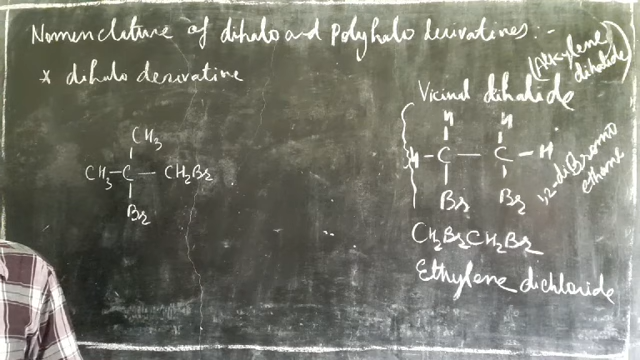 Nomenclature of dihalo and Polyhalo derivatives:-
* dihalo derivative
CH3
CH3-C-CH2Br
Br
Vicinal dihalide
(Alkylene dihalide)
H H
H-C-C-H
Br Br
1,2-diBromo ethane
CH2BrCH2Br
Ethylene dichloride